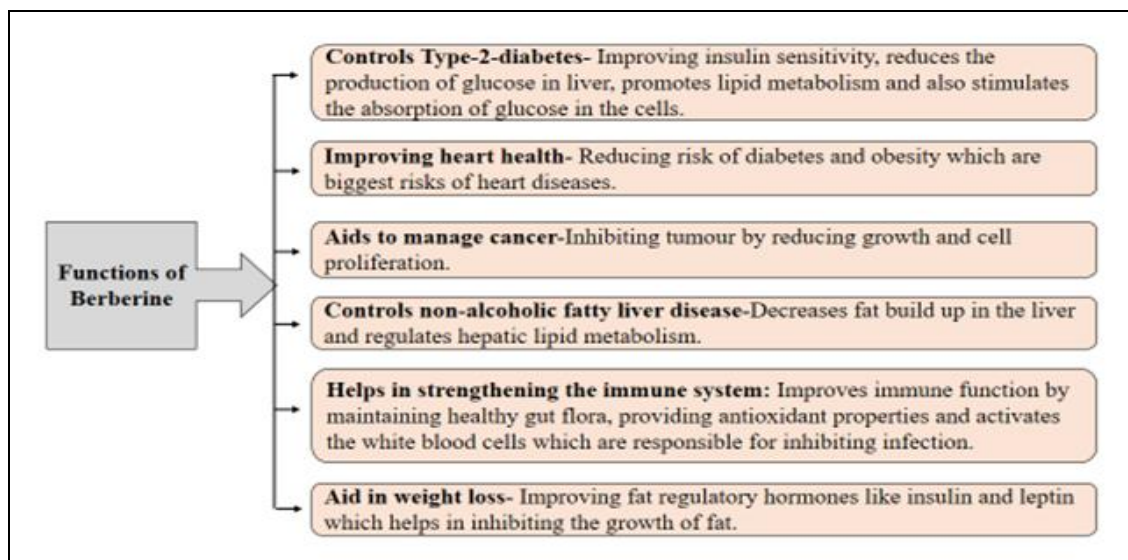 Functions of
Berberine
Controls Type-2-diabetes- Improving insulin sensitivity, reduces the
production of glucose in liver, promotes lipid metabolism and also stimulates
the absorption of glucose in the cells.
Improving heart health- Reducing risk of diabetes and obesity which are
biggest risks of heart diseases.
Aids to manage cancer-Inhibiting tumour by reducing growth and cell
proliferation.
Controls non-alcoholic fatty liver disease-Decreases fat build up in the liver
and regulates hepatic lipid metabolism.
Helps in strengthening the immune system: Improves immune function by
maintaining healthy gut flora, providing antioxidant properties and activates
the white blood cells which are responsible for inhibiting infection.
Aid in weight loss- Improving fat regulatory hormones like insulin and leptin
which helps in inhibiting the growth of fat.